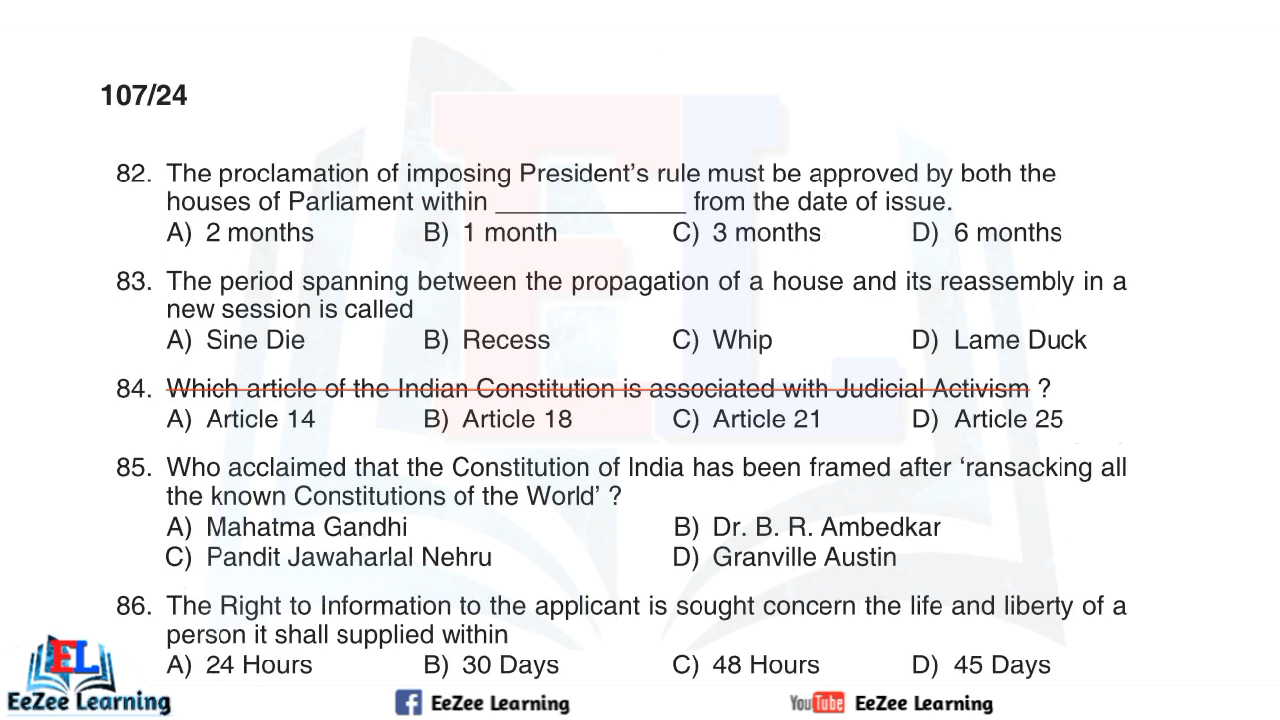 107/24
82. The proclamation of imposing President’s rule must be approved by both the
houses of Parliament within ______________ from the date of issue.
A) 2 months B) 1 month C) 3 months D) 6 months
83. The period spanning between the propagation of a house and its reassembly in a
new session is called
A) Sine Die B) Recess C) Whip D) Lame Duck
84. Which article of the Indian Constitution is associated with Judicial Activism ?
A) Article 14 B) Article 18 C) Article 21 D) Article 25
85. Who acclaimed that the Constitution of India has been framed after ‘ransacking all
the known Constitutions of the World’ ?
A) Mahatma Gandhi B) Dr. B. R. Ambedkar
C) Pandit Jawaharlal Nehru D) Granville Austin
86. The Right to Information to the applicant is sought concern the life and liberty of a
person it shall supplied within
A) 24 Hours B) 30 Days C) 48 Hours D) 45 Days
EL
EeZee Learning
f EeZee Learning
YouTube EeZee Learning
EL